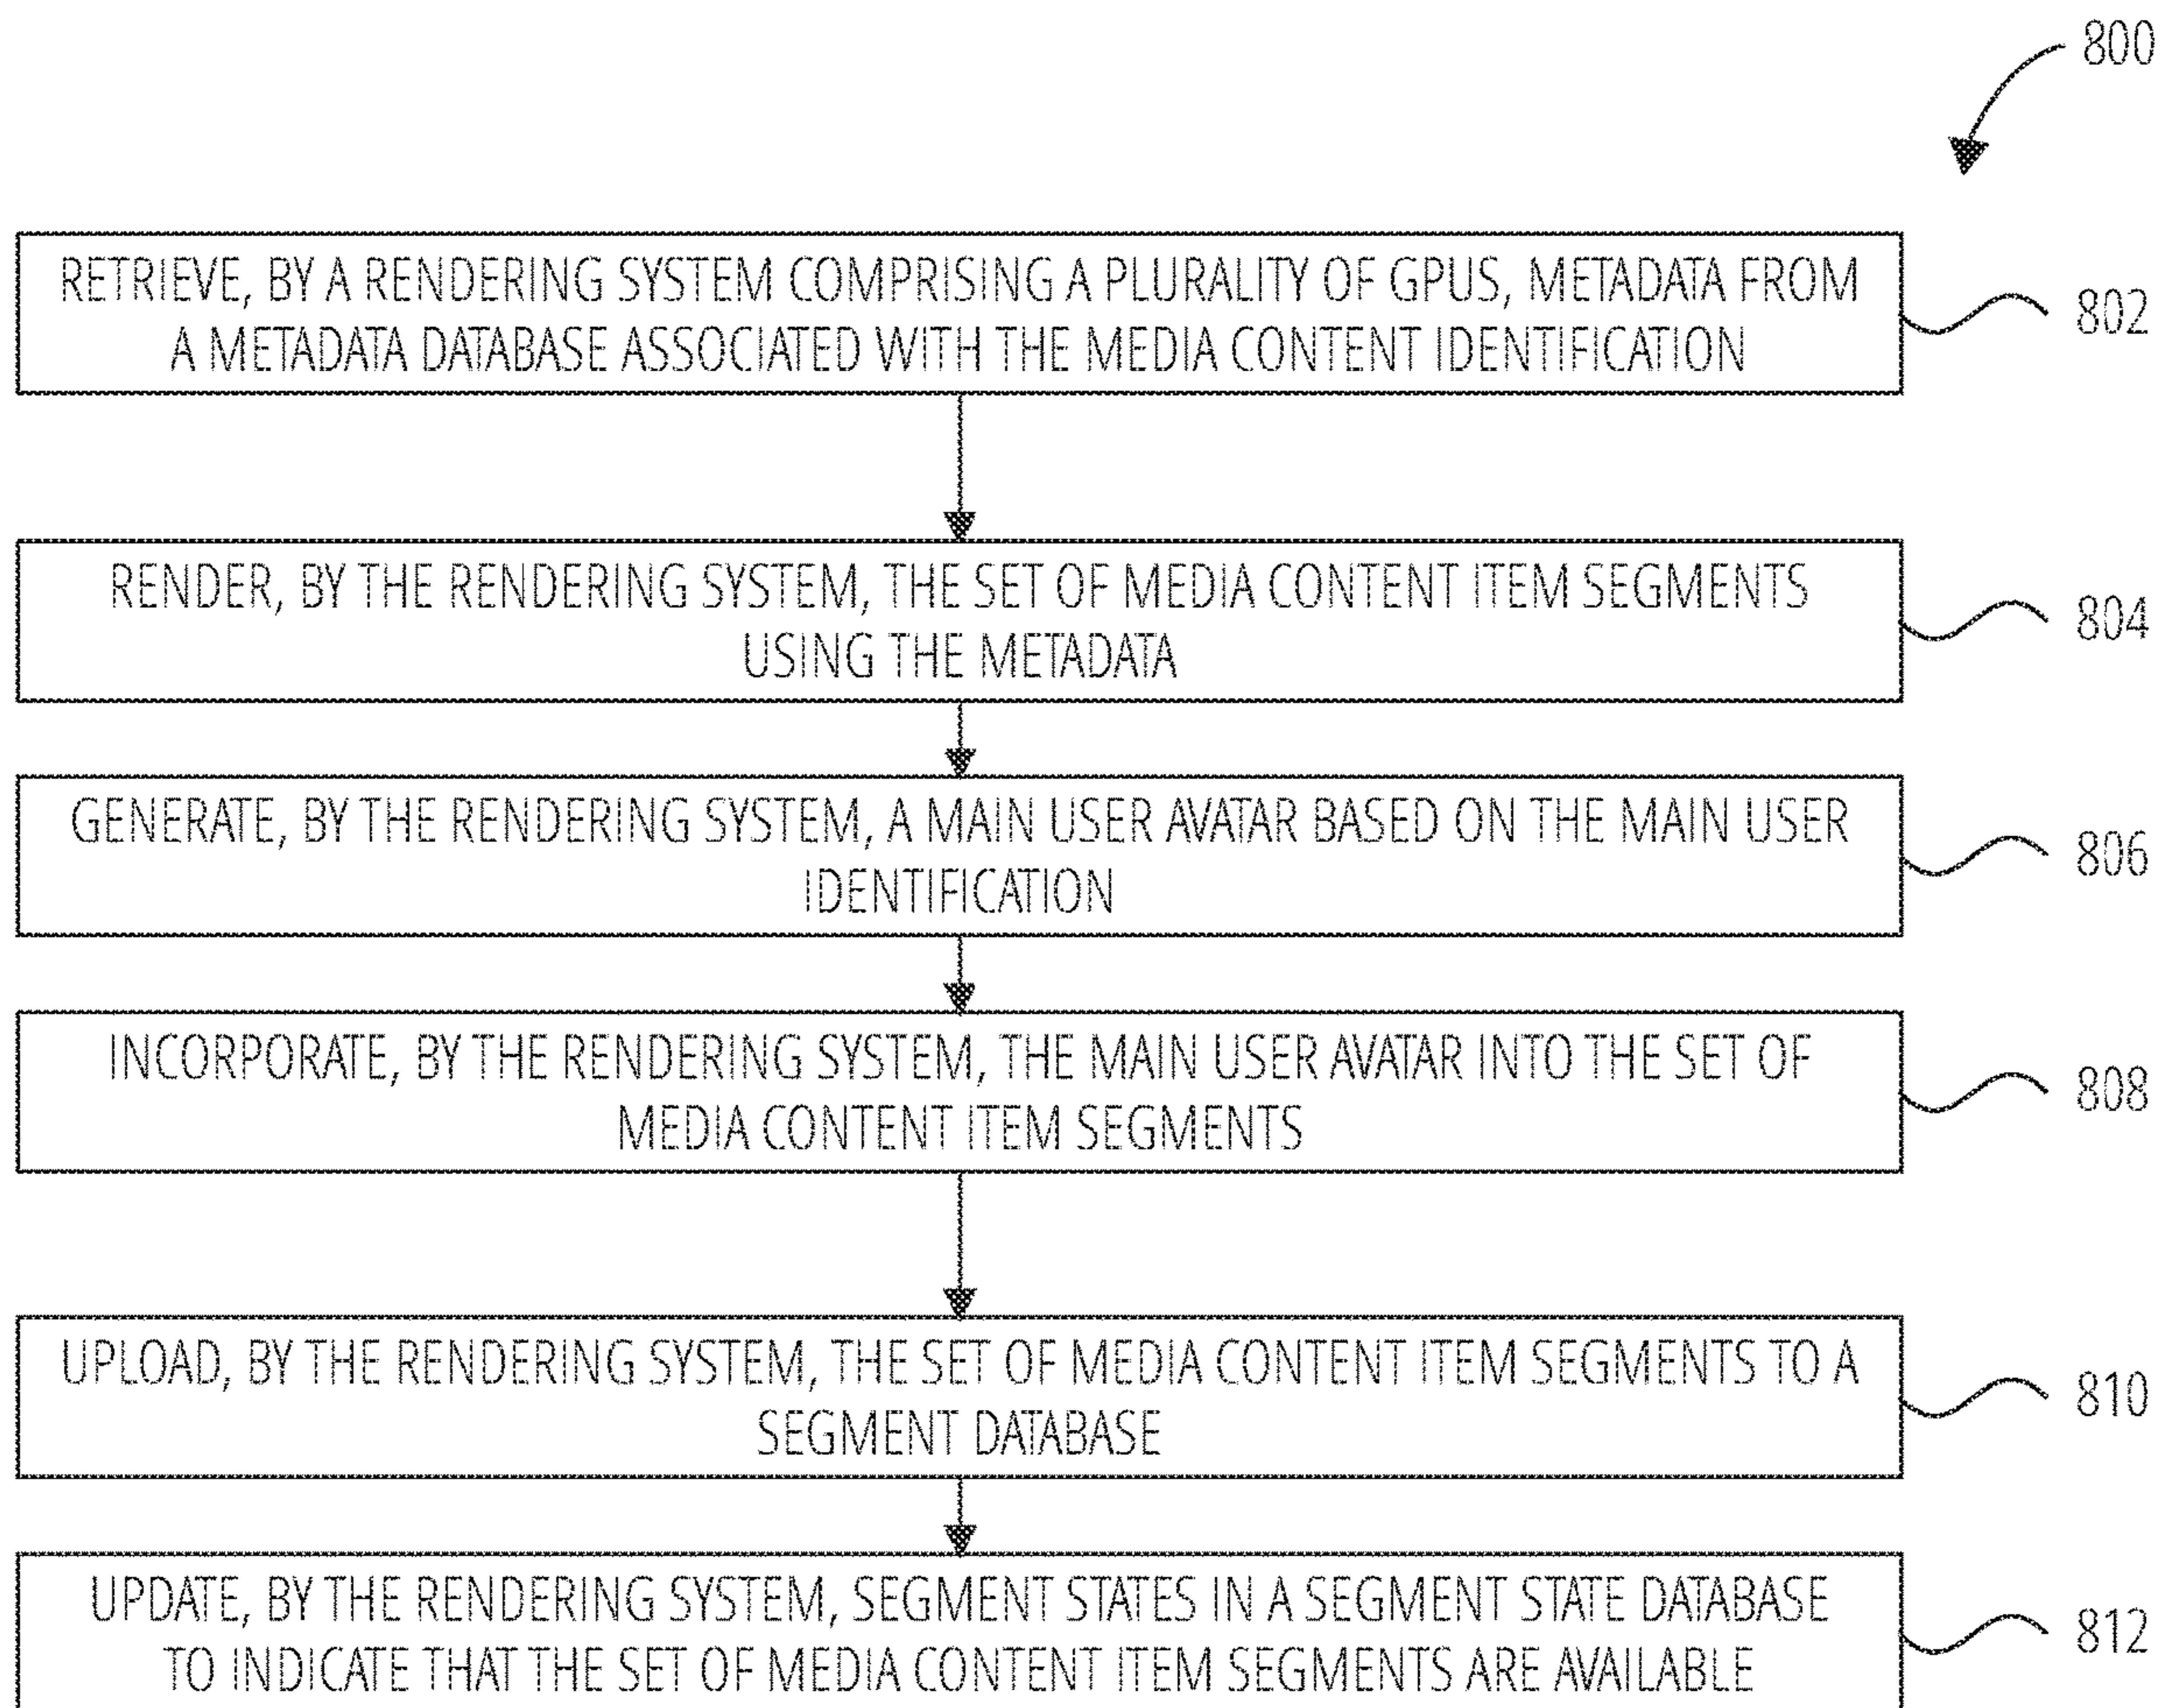 800
RETRIEVE, BY A RENDERING SYSTEM COMPRISING A PLURALITY OF GPUS, METADATA FROM
A METADATA DATABASE ASSOCIATED WITH THE MEDIA CONTENT IDENTIFICATION
802
RENDER, BY THE RENDERING SYSTEM, THE SET OF MEDIA CONTENT ITEM SEGMENTS
USING THE METADATA
804
GENERATE, BY THE RENDERING SYSTEM, A MAIN USER AVATAR BASED ON THE MAIN USER
IDENTIFICATION
806
INCORPORATE, BY THE RENDERING SYSTEM, THE MAIN USER AVATAR INTO THE SET OF
MEDIA CONTENT ITEM SEGMENTS
808
UPLOAD, BY THE RENDERING SYSTEM, THE SET OF MEDIA CONTENT ITEM SEGMENTS TO A
SEGMENT DATABASE
810
UPDATE, BY THE RENDERING SYSTEM, SEGMENT STATES IN A SEGMENT STATE DATABASE
TO INDICATE THAT THE SET OF MEDIA CONTENT ITEM SEGMENTS ARE AVAILABLE
812